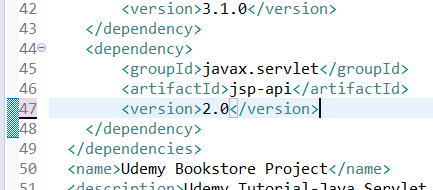 42 <version>3.1.0</version>
43 </dependency>
44 <dependency>
45 <groupId>javax.servlet</groupId>
46 <artifactId>jsp-api</artifactId>
47 <version>2.0</version>
48 </dependency>
49 </dependencies>
50 <name>Udemy Bookstore Project</name>
51 <description>Udemy Tutorial-Java Servlet